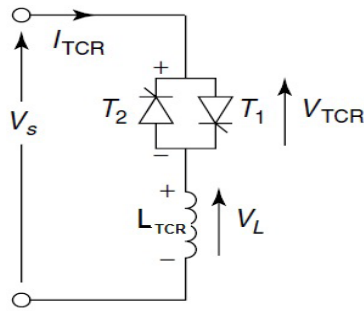 I_TCR
+
T_2
T_1
V_TCR
V_s
−
+
L_TCR
V_L
−